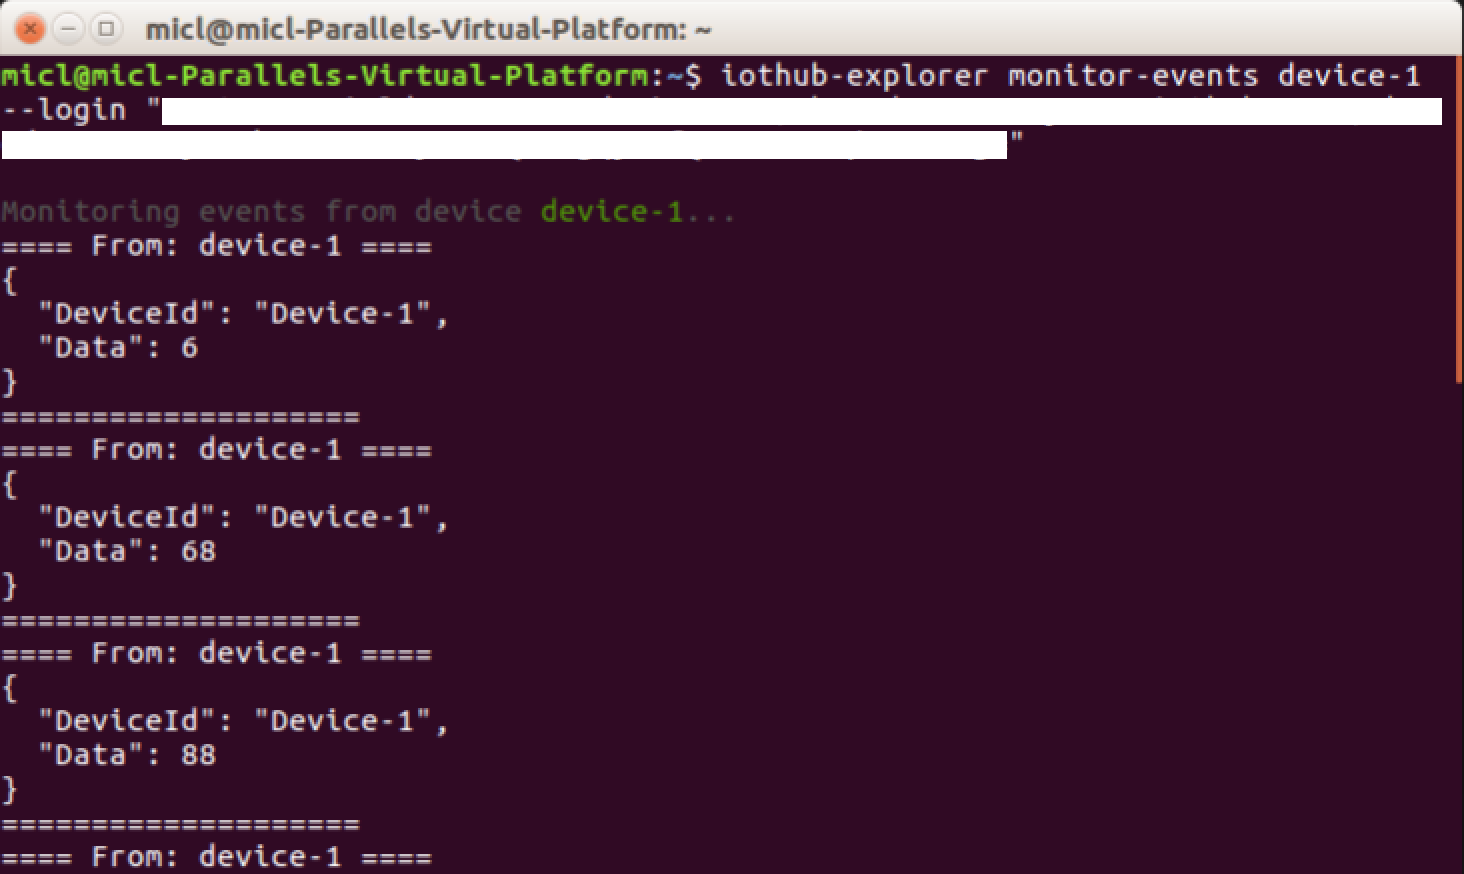 micl@micl-Parallels-Virtual-Platform: ~
micl@micl-Parallels-Virtual-Platform:~$ iothub-explorer monitor-events device-1
--login "
"
Monitoring events from device device-1...
==== From: device-1 ====
{
  "DeviceId": "Device-1",
  "Data": 6
}
====================
==== From: device-1 ====
{
  "DeviceId": "Device-1",
  "Data": 68
}
====================
==== From: device-1 ====
{
  "DeviceId": "Device-1",
  "Data": 88
}
====================
==== From: device-1 ====